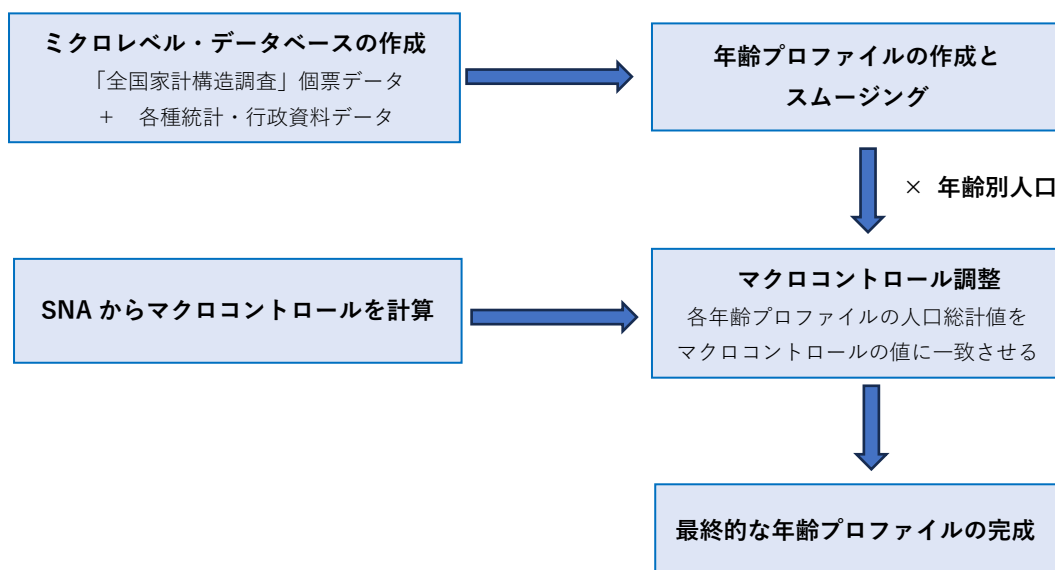 ミクロレベル・データベースの作成
「全国家計構造調査」個票データ
+ 各種統計・行政資料データ
年齢プロファイルの作成と
スムージング
× 年齢別人口
SNA からマクロコントロールを計算
マクロコントロール調整
各年齢プロファイルの人口総計値を
マクロコントロールの値に一致させる
最終的な年齢プロファイルの完成